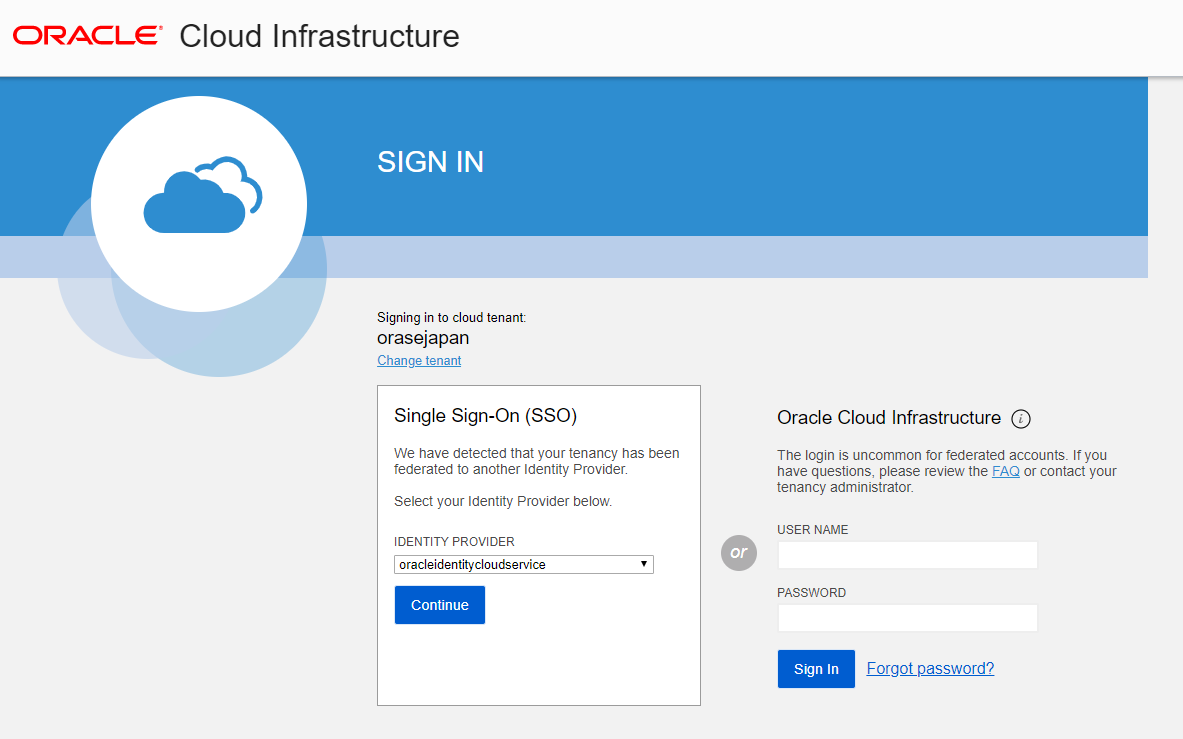 ORACLE® Cloud Infrastructure
SIGN IN
Signing in to cloud tenant:
orasejapan
Change tenant
Single Sign-On (SSO)
We have detected that your tenancy has been
federated to another Identity Provider.
Select your Identity Provider below.
IDENTITY PROVIDER
oracleidentitycloudservice
Continue
or
Oracle Cloud Infrastructure i
The login is uncommon for federated accounts. If you
have questions, please review the FAQ or contact your
tenancy administrator.
USER NAME
PASSWORD
Sign In Forgot password?